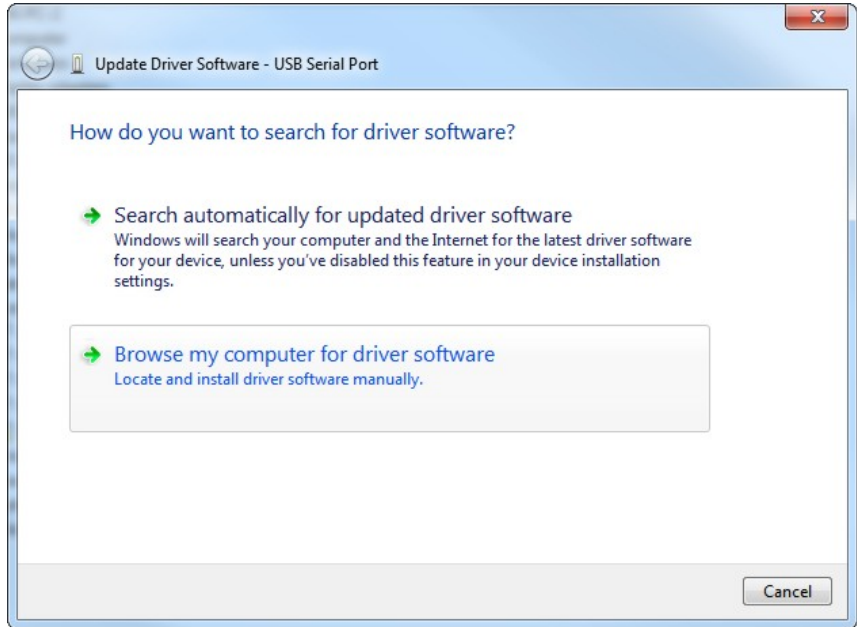 Update Driver Software - USB Serial Port
How do you want to search for driver software?
Search automatically for updated driver software
Windows will search your computer and the Internet for the latest driver software
for your device, unless you've disabled this feature in your device installation
settings.
Browse my computer for driver software
Locate and install driver software manually.
Cancel